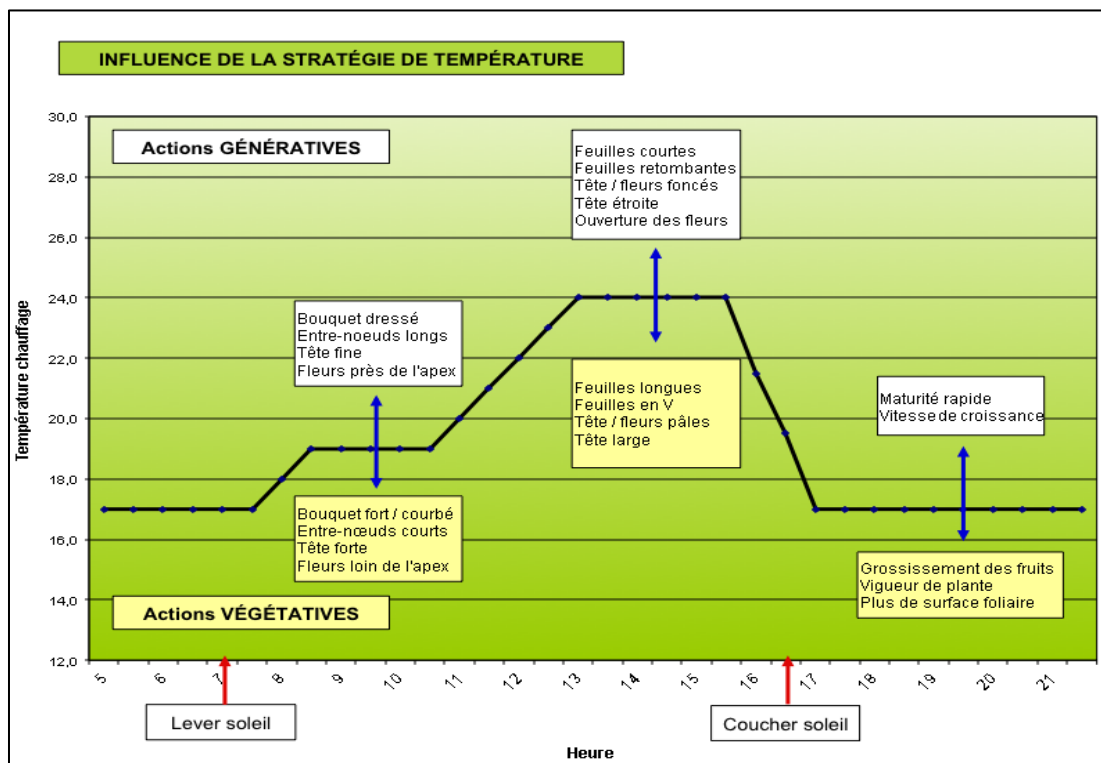 INFLUENCE DE LA STRATÉGIE DE TEMPÉRATURE
30,0
28,0
26,0
24,0
22,0
20,0
18,0
16,0
14,0
12,0
Température chauffage
Actions GÉNÉRATIVES
Feuilles courtes
Feuilles retombantes
Tête / fleurs foncés
Tête étroite
Ouverture des fleurs
Bouquet dressé
Entre-noeuds longs
Tête fine
Fleurs près de l'apex
Feuilles longues
Feuilles en V
Tête / fleurs pâles
Tête large
Maturité rapide
Vitesse de croissance
Bouquet fort / courbé
Entre-nœuds courts
Tête forte
Fleurs loin de l'apex
Grossissement des fruits
Vigueur de plante
Plus de surface foliaire
Actions VÉGÉTATIVES
5 6 7 8 9 10 11 12 13 14 15 16 17 18 19 20 21
Lever soleil
Coucher soleil
Heure